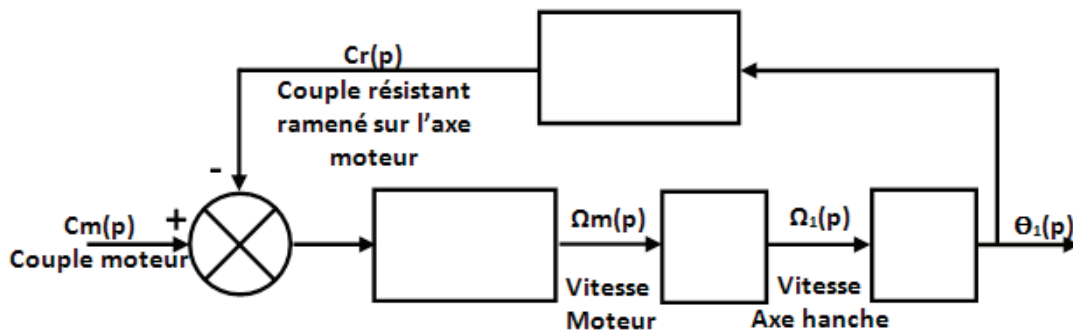 Cr(p)
Couple résistant
ramené sur l'axe
moteur
-
+
Cm(p)
Couple moteur
Ωm(p)
Vitesse
Moteur
Ω₁(p)
Vitesse
Axe hanche
Θ₁(p)